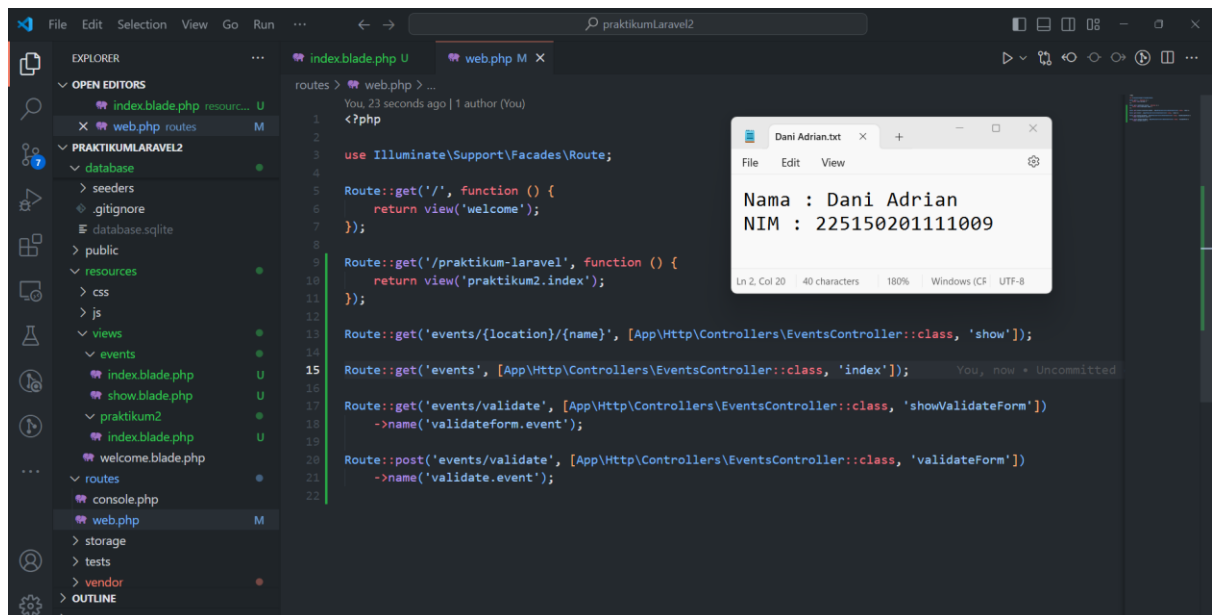 File Edit Selection View Go Run ... praktikumLaravel2
EXPLORER ...
OPEN EDITORS
index.blade.php resourc... U
web.php routes M
PRAKTIKUMLARAVEL2
database
seeders
.gitignore
database.sqlite
public
resources
css
js
views
events
index.blade.php U
show.blade.php U
praktikum2
index.blade.php U
welcome.blade.php
routes
console.php
web.php M
storage
tests
vendor
OUTLINE
7
index.blade.php U web.php M
routes > web.php > ...
You, 23 seconds ago | 1 author (You)
1 <?php
2
3 use Illuminate\Support\Facades\Route;
4
5 Route::get('/', function () {
6 return view('welcome');
7 });
8
9 Route::get('/praktikum-laravel', function () {
10 return view('praktikum2.index');
11 });
12
13 Route::get('events/{location}/{name}', [App\Http\Controllers\EventsController::class, 'show']);
14
15 Route::get('events', [App\Http\Controllers\EventsController::class, 'index']); You, now • Uncommitted
16
17 Route::get('events/validate', [App\Http\Controllers\EventsController::class, 'showValidateForm'])
18 ->name('validateform.event');
19
20 Route::post('events/validate', [App\Http\Controllers\EventsController::class, 'validateForm'])
21 ->name('validate.event');
22
Dani Adrian.txt
File Edit View
Nama : Dani Adrian
NIM : 225150201111009
Ln 2, Col 20 40 characters 180% Windows (CF UTF-8